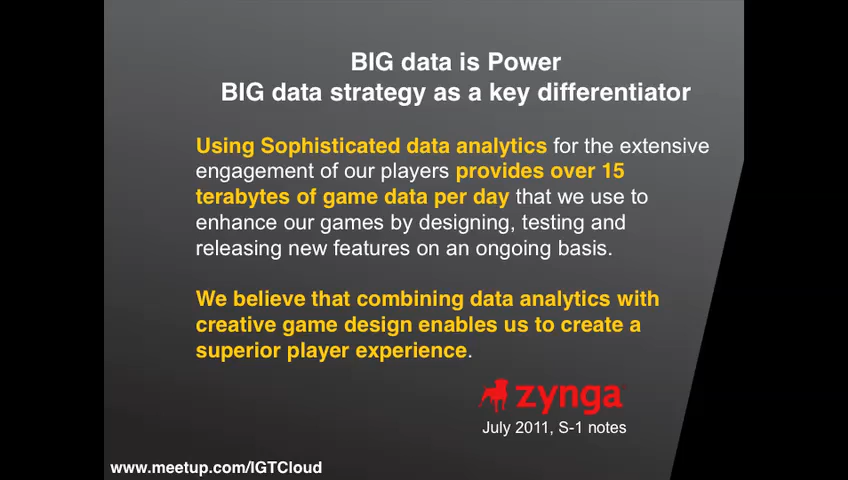 BIG data is Power
BIG data strategy as a key differentiator
Using Sophisticated data analytics for the extensive
engagement of our players provides over 15
terabytes of game data per day that we use to
enhance our games by designing, testing and
releasing new features on an ongoing basis.
We believe that combining data analytics with
creative game design enables us to create a
superior player experience.
zynga
July 2011, S-1 notes
www.meetup.com/IGTCloud